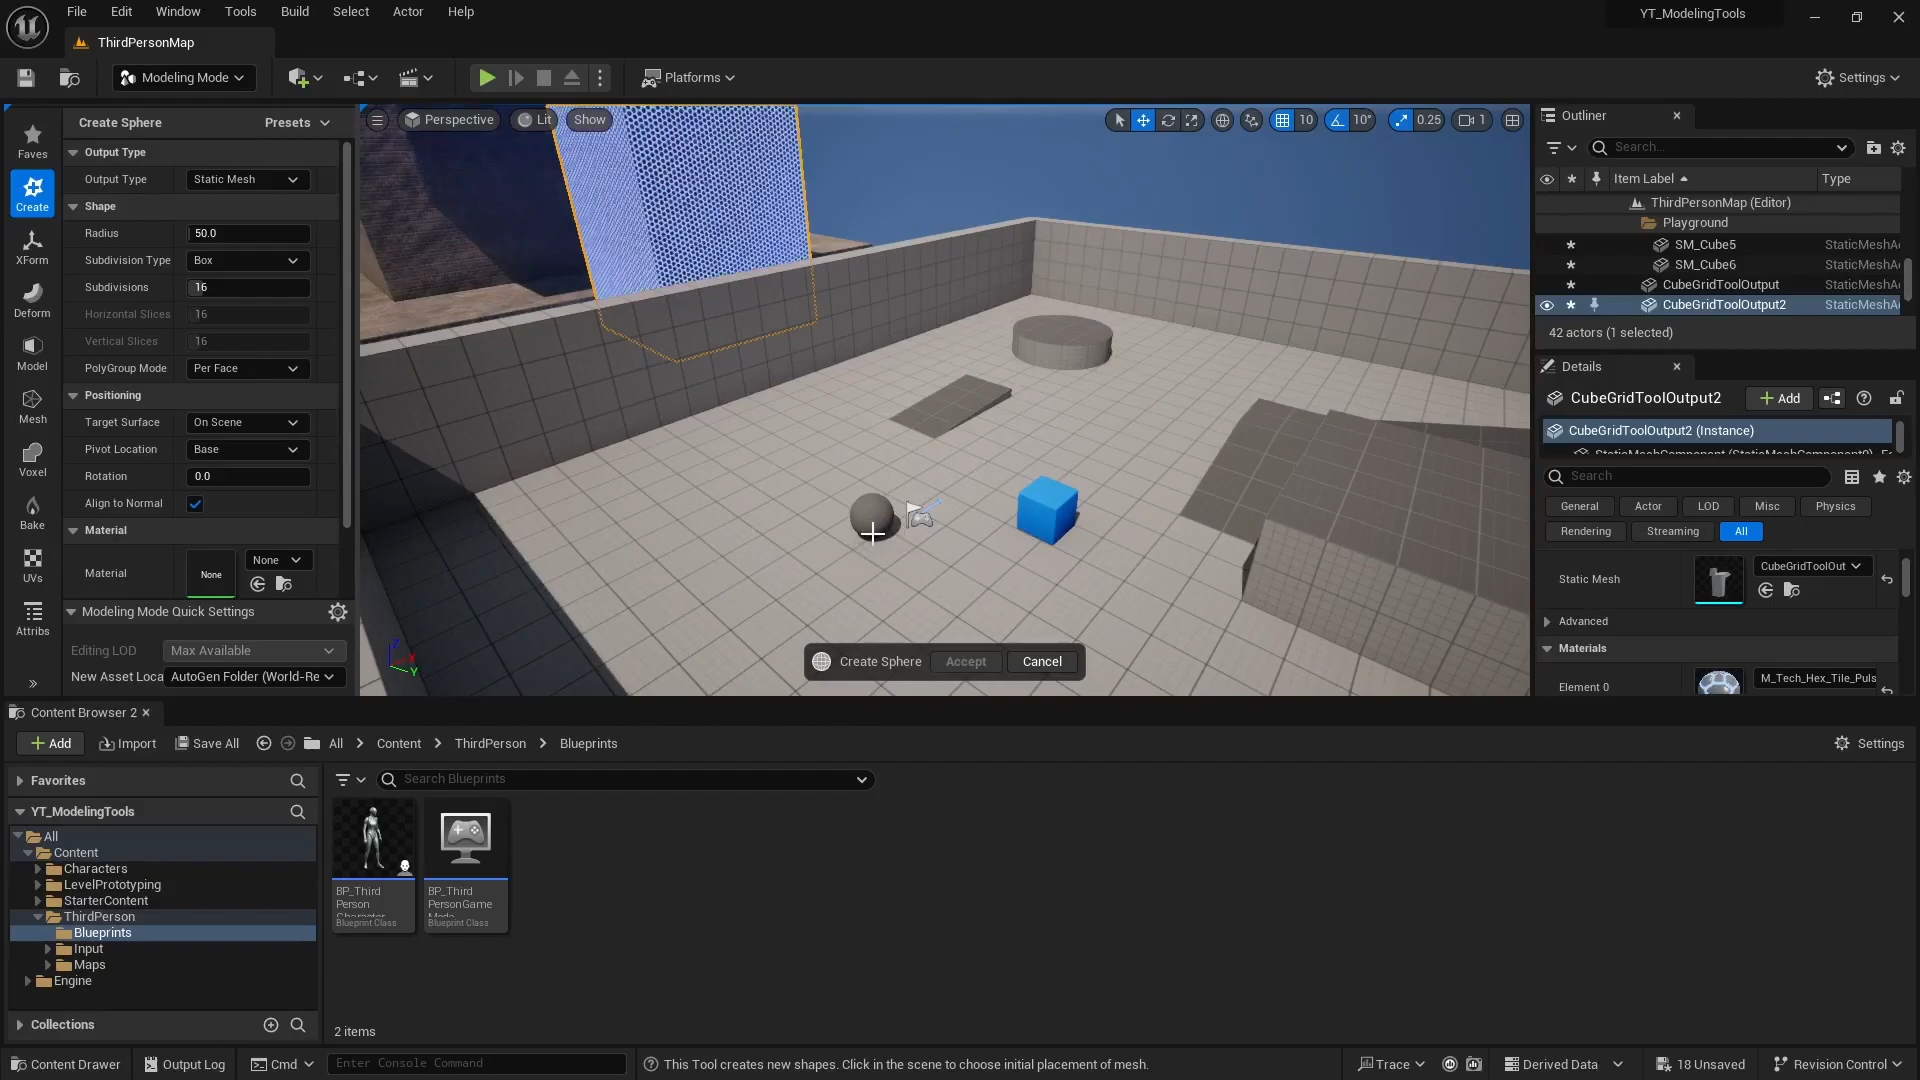 File Edit Window Tools Build Select Actor Help
YT_ModelingTools
ThirdPersonMap
Modeling Mode
Platforms
Settings
Create Sphere Presets
Output Type
Output Type Static Mesh
Shape
Radius 50.0
Subdivision Type Box
Subdivisions 16
Horizontal Slices 16
Vertical Slices 16
PolyGroup Mode Per Face
Positioning
Target Surface On Scene
Pivot Location Base
Rotation 0.0
Align to Normal
Material
Material None None
Modeling Mode Quick Settings
Editing LOD Max Available
New Asset Loca AutoGen Folder (World-Re
Faves
Create
XForm
Deform
Model
Mesh
Voxel
Bake
UVs
Attribs
Perspective Lit Show
10 10° 0.25 1
Z
X
Y
Create Sphere Accept Cancel
Outliner
Search...
Item Label Type
ThirdPersonMap (Editor)
Playground
SM_Cube5 StaticMeshA
SM_Cube6 StaticMeshA
CubeGridToolOutput StaticMeshA
CubeGridToolOutput2 StaticMeshA
42 actors (1 selected)
Details
CubeGridToolOutput2 Add
CubeGridToolOutput2 (Instance)
Search
General Actor LOD Misc Physics
Rendering Streaming All
Static Mesh CubeGridToolOut
Advanced
Materials
Element 0 M_Tech_Hex_Tile_Puls
Content Browser 2
Add Import Save All All Content ThirdPerson Blueprints Settings
Favorites
Search Blueprints
YT_ModelingTools
All
Content
Characters
LevelPrototyping
StarterContent
ThirdPerson
Blueprints
Input
Maps
Engine
Collections
BP_Third
Person
Character
Blueprint Class
BP_Third
PersonGame
Mode
Blueprint Class
2 items
Content Drawer Output Log Cmd Enter Console Command This Tool creates new shapes. Click in the scene to choose initial placement of mesh. Trace Derived Data 18 Unsaved Revision Control